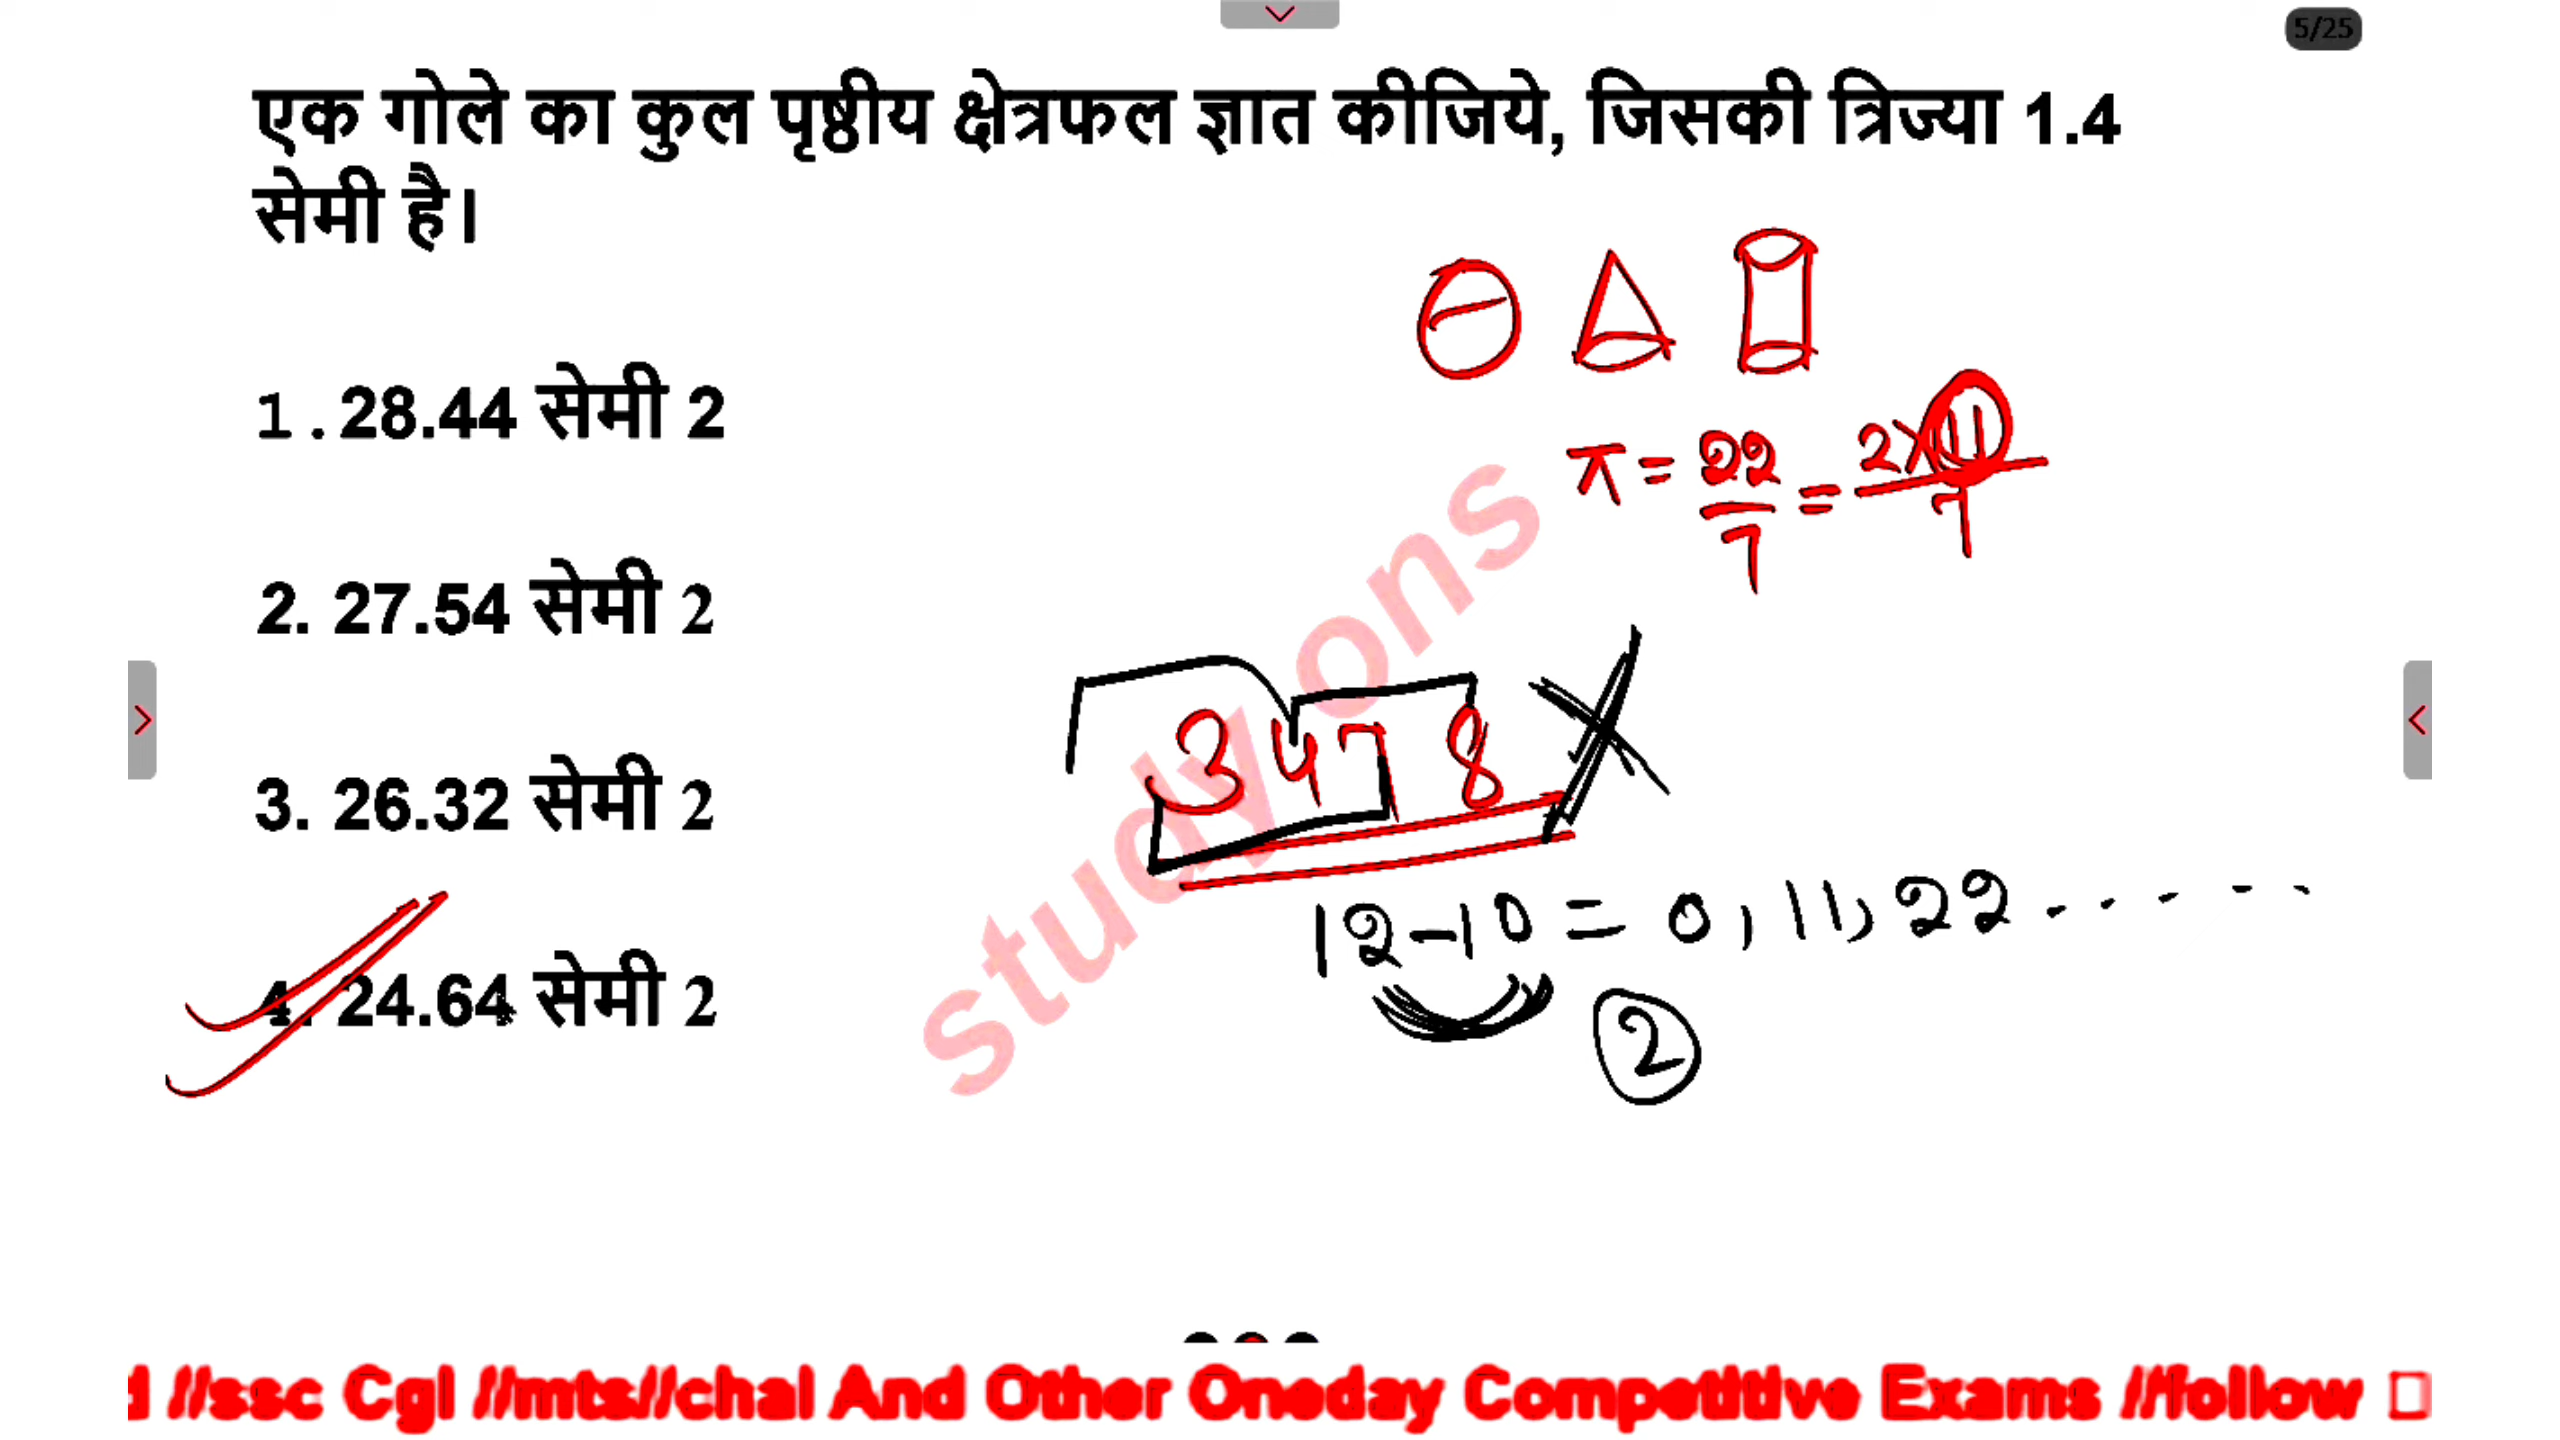 5/25
एक गोले का कुल पृष्ठीय क्षेत्रफल ज्ञात कीजिये, जिसकी त्रिज्या 1.4
सेमी है।
1.28.44 सेमी 2
π = 22/7 = 2×11/7
2. 27.54 सेमी 2
3478
3. 26.32 सेमी 2
12-10 = 0, 11, 22 ......
4. 24.64 सेमी 2
2
study ons
//ssc Cgl //mts//chal And Other Oneday Competitive Exams //follow